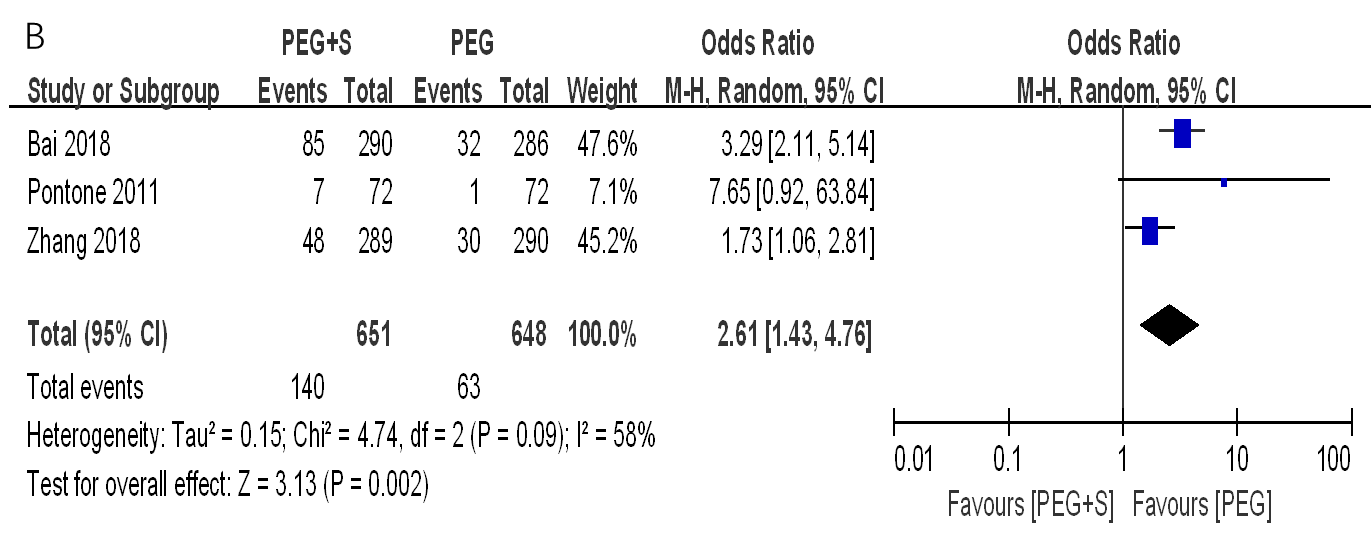 B
PEG+S PEG Odds Ratio Odds Ratio
Study or Subgroup Events Total Events Total Weight M-H, Random, 95% CI M-H, Random, 95% CI
Bai 2018 85 290 32 286 47.6% 3.29 [2.11, 5.14]
Pontone 2011 7 72 1 72 7.1% 7.65 [0.92, 63.84]
Zhang 2018 48 289 30 290 45.2% 1.73 [1.06, 2.81]
Total (95% CI) 651 648 100.0% 2.61 [1.43, 4.76]
Total events 140 63
Heterogeneity: Tau² = 0.15; Chi² = 4.74, df = 2 (P = 0.09); I² = 58%
Test for overall effect: Z = 3.13 (P = 0.002)
0.01 0.1 1 10 100
Favours [PEG+S] Favours [PEG]